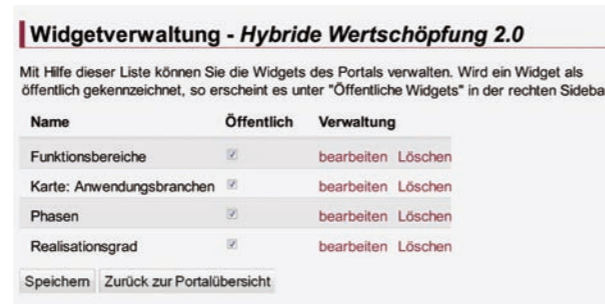 Widgetverwaltung - Hybride Wertschöpfung 2.0
Mit Hilfe dieser Liste können Sie die Widgets des Portals verwalten. Wird ein Widget als
öffentlich gekennzeichnet, so erscheint es unter "Öffentliche Widgets" in der rechten Sideba
Name Öffentlich Verwaltung
Funktionsbereiche bearbeiten Löschen
Karte: Anwendungsbranchen bearbeiten Löschen
Phasen bearbeiten Löschen
Realisationsgrad bearbeiten Löschen
Speichern Zurück zur Portalübersicht